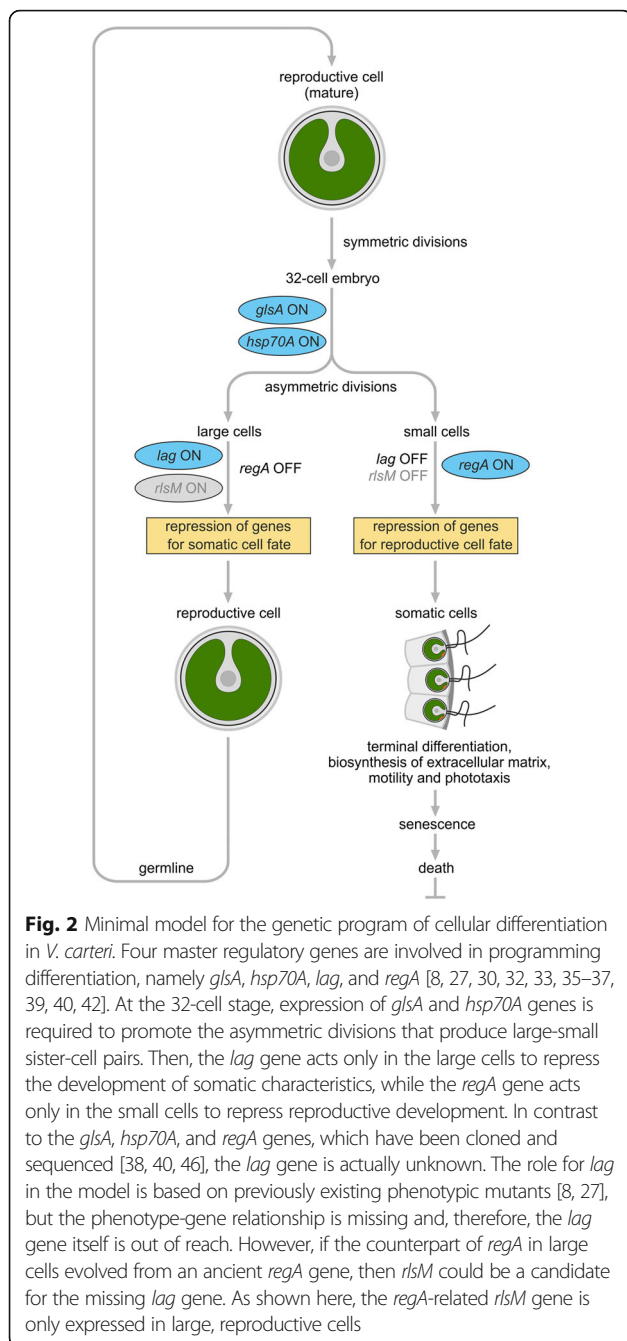 reproductive cell
(mature)
symmetric divisions
32-cell embryo
glsA ON
hsp70A ON
asymmetric divisions
large cells
small cells
lag ON
rlsM ON
regA OFF
lag OFF
rlsM OFF
regA ON
repression of genes
for somatic cell fate
repression of genes
for reproductive cell fate
reproductive cell
somatic cells
terminal differentiation,
biosynthesis of extracellular matrix,
motility and phototaxis
senescence
germline
death
Fig. 2 Minimal model for the genetic program of cellular differentiation
in V. carteri. Four master regulatory genes are involved in programming
differentiation, namely glsA, hsp70A, lag, and regA [8, 27, 30, 32, 33, 35–37,
39, 40, 42]. At the 32-cell stage, expression of glsA and hsp70A genes is
required to promote the asymmetric divisions that produce large-small
sister-cell pairs. Then, the lag gene acts only in the large cells to repress
the development of somatic characteristics, while the regA gene acts
only in the small cells to repress reproductive development. In contrast
to the glsA, hsp70A, and regA genes, which have been cloned and
sequenced [38, 40, 46], the lag gene is actually unknown. The role for lag
in the model is based on previously existing phenotypic mutants [8, 27],
but the phenotype-gene relationship is missing and, therefore, the lag
gene itself is out of reach. However, if the counterpart of regA in large
cells evolved from an ancient regA gene, then rlsM could be a candidate
for the missing lag gene. As shown here, the regA-related rlsM gene is
only expressed in large, reproductive cells